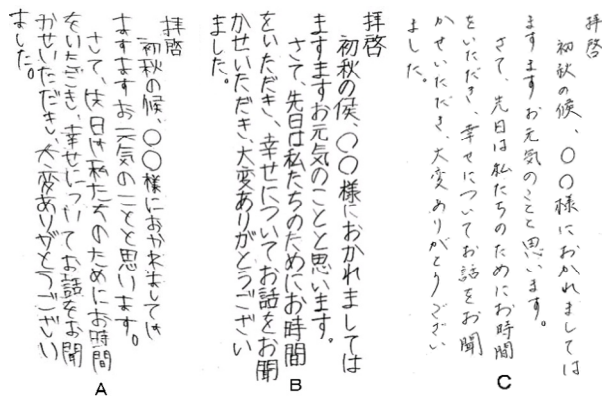 拝啓
初秋の候、〇〇様におかれましては
ますますお元気のことと思います。
さて、先日は私たちのためにお時間
をいただき、幸せについてお話をお聞
かせいただき、大変ありがとうござい
ました。
A
拝啓
初秋の候、〇〇様におかれましては
ますますお元気のことと思います。
さて、先日は私たちのためにお時間
をいただき、幸せについてお話をお聞
かせいただき、大変ありがとうござい
ました。
B
拝啓
初秋の候、〇〇様におかれましては
ますますお元気のことと思います。
さて、先日は私たちのためにお時間
をいただき、幸せについてお話をお聞
かせいただき、大変ありがとうござい
ました。
C